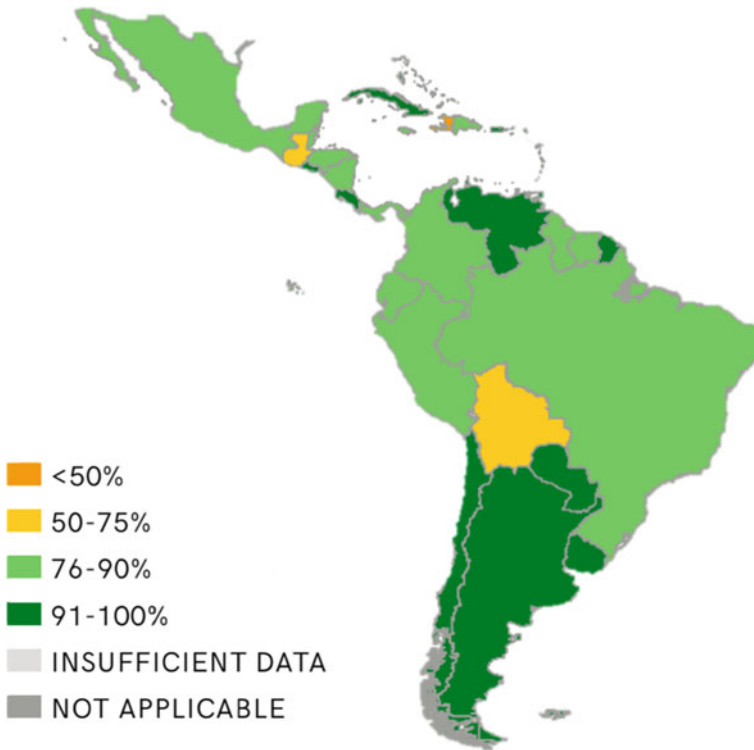 <50%
50-75%
76-90%
91-100%
INSUFFICIENT DATA
NOT APPLICABLE